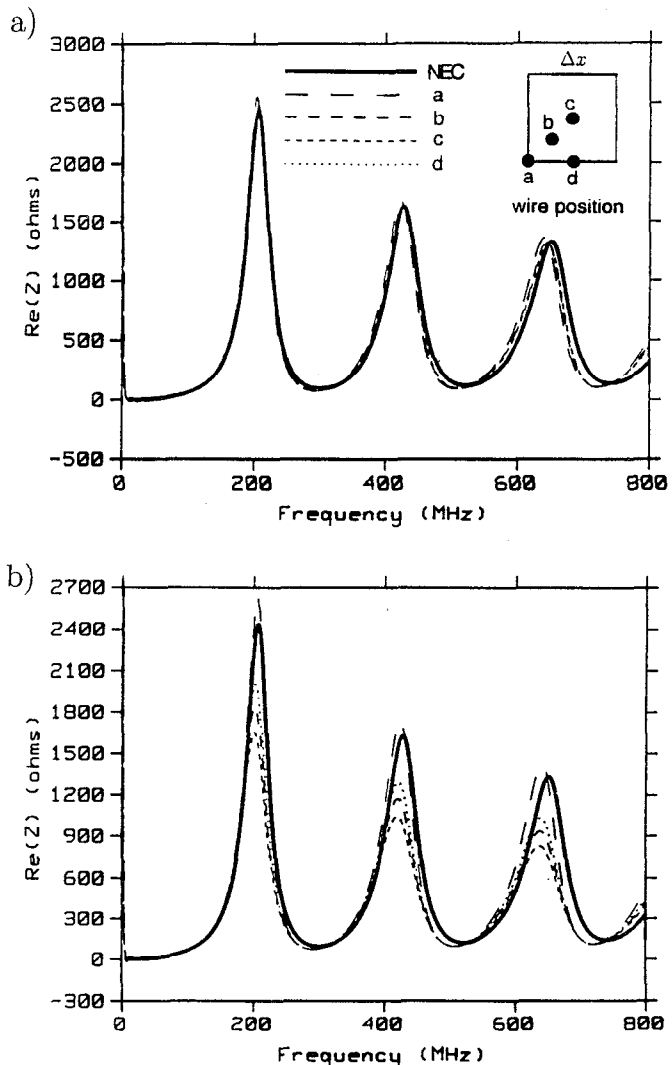 a)
3000
2500
2000
1500
1000
500
0
-500
Re(Z) (ohms)
NEC
a
b
c
d
Δx
c
b
a
d
wire position
0
200
400
600
800
Frequency (MHz)
b)
2700
2400
2100
1800
1500
1200
900
600
300
0
-300
Re(Z) (ohms)
0
200
400
600
800
Frequency (MHz)